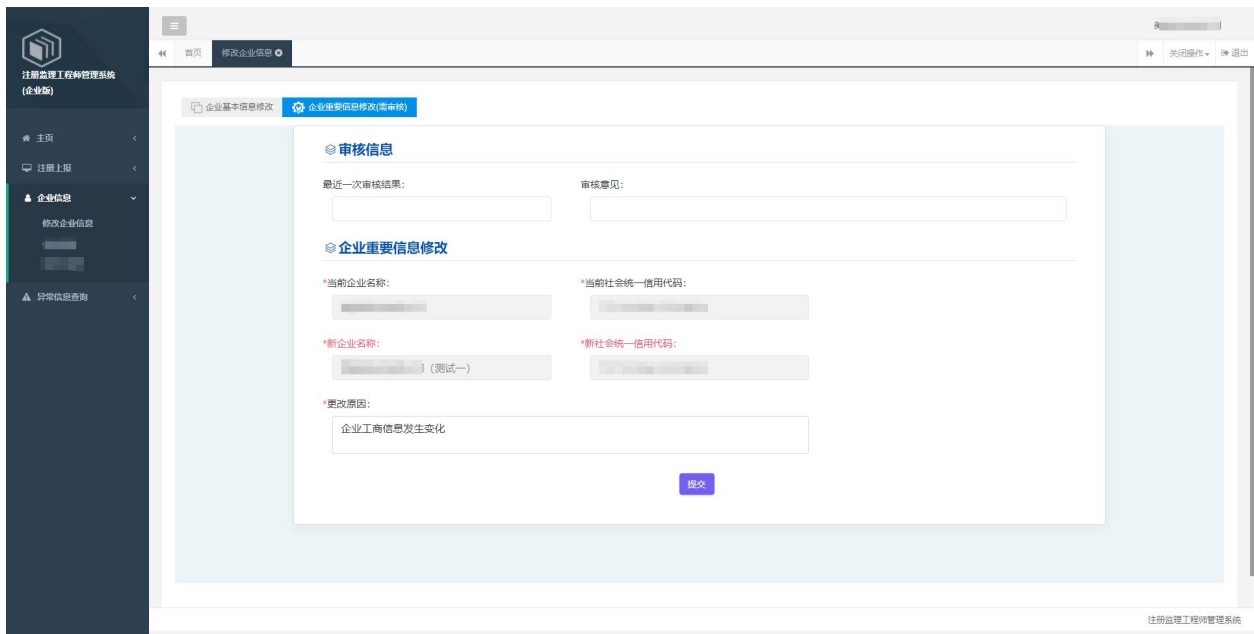 注册监理工程师管理系统
(企业版)
主页
注册上报
企业信息
修改企业信息
异常信息查询
首页
修改企业信息
关闭操作
退出
企业基本信息修改
企业重要信息修改(需审核)
审核信息
最近一次审核结果:
审核意见:
企业重要信息修改
*当前企业名称:
*当前社会统一信用代码:
*新企业名称:
*新社会统一信用代码:
(测试一)
*更改原因:
企业工商信息发生变化
提交
注册监理工程师管理系统